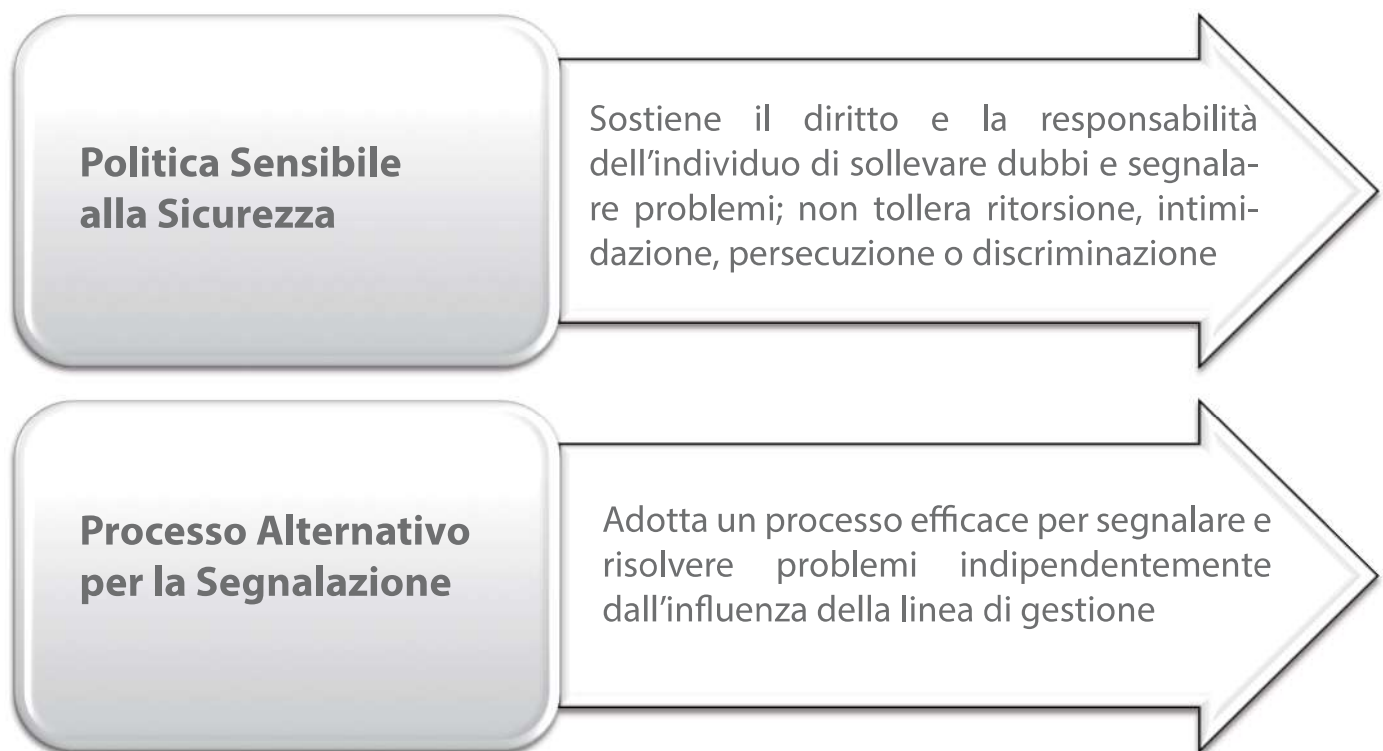 Politica Sensibile
alla Sicurezza
Sostiene il diritto e la responsabilità
dell’individuo di sollevare dubbi e segnala-
re problemi; non tollera ritorsione, intimi-
dazione, persecuzione o discriminazione
Processo Alternativo
per la Segnalazione
Adotta un processo efficace per segnalare e
risolvere problemi indipendentemente
dall’influenza della linea di gestione